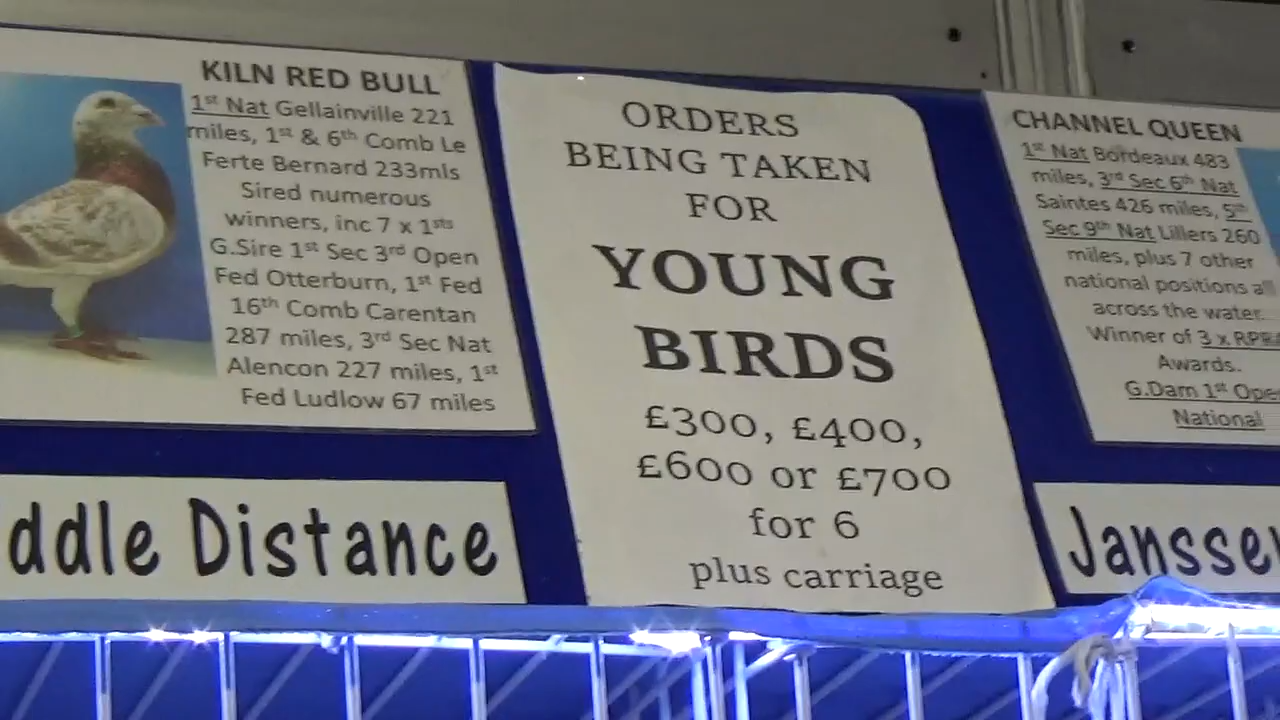 KILN RED BULL
1st Nat Gellainville 221
miles, 1st & 6th Comb Le
Ferte Bernard 233mls
Sired numerous
winners, inc 7 x 1sts
G.Sire 1st Sec 3rd Open
Fed Otterburn, 1st Fed
16th Comb Carentan
287 miles, 3rd Sec Nat
Alencon 227 miles, 1st
Fed Ludlow 67 miles
ddle Distance
ORDERS
BEING TAKEN
FOR
YOUNG
BIRDS
£300, £400,
£600 or £700
for 6
plus carriage
CHANNEL QUEEN
1st Nat Bordeaux 483
miles, 3rd Sec 6th Nat
Saintes 426 miles, 5th
Sec 9th Nat Lillers 260
miles, plus 7 other
national positions all
across the water.
Winner of 3 x RPRA
Awards.
G.Dam 1st Ope
National
Jansse